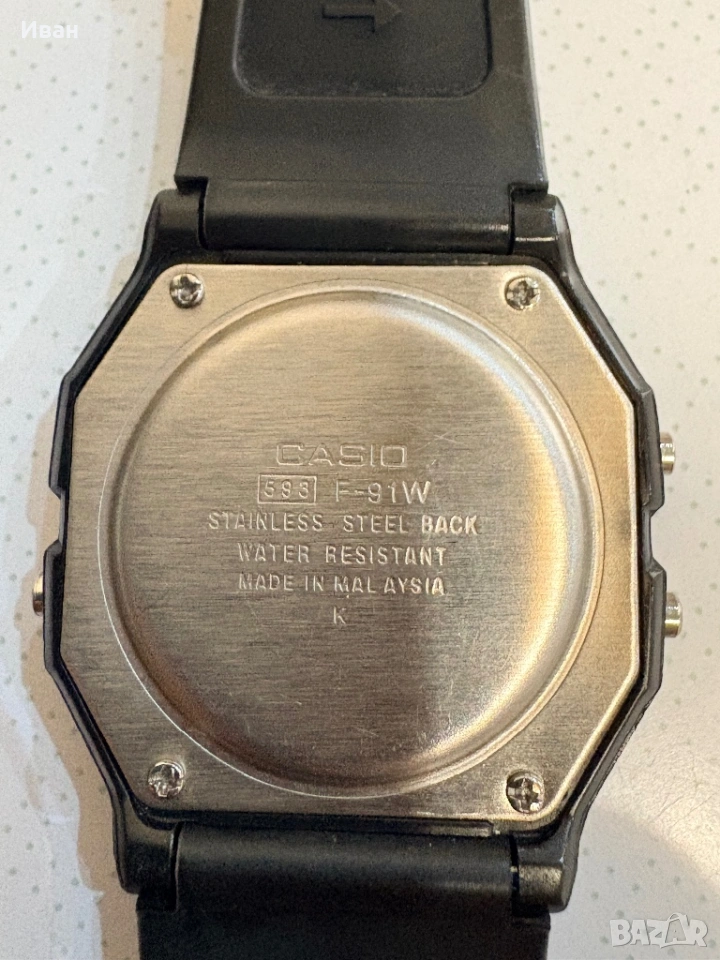 Иван
CASIO
593 F-91W
STAINLESS STEEL BACK
WATER RESISTANT
MADE IN MALAYSIA
K
BAZAR